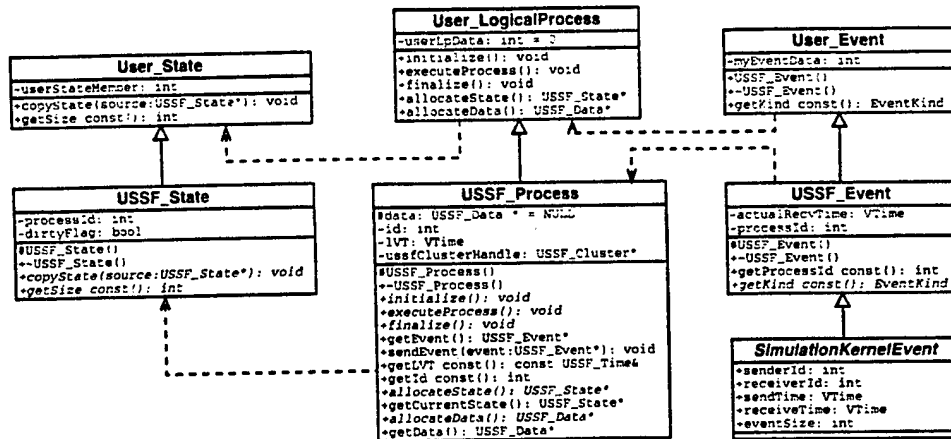 User_State
-userStateMember: int
+copyState(source:USSF_State*): void
+getSize const(): int
User_LogicalProcess
-userLpData: int = 0
+initialize(): void
+executeProcess(): void
+finalize(): void
+allocateState(): USSF_State*
+allocateData(): USSF_Data*
User_Event
-myEventData: int
+USSF_Event()
+~USSF_Event()
+getKind const(): EventKind
USSF_State
-processId: int
-dirtyFlag: bool
#USSF_State()
+~USSF_State()
+copyState(source:USSF_State*): void
+getSize const(): int
USSF_Process
#data: USSF_Data * = NULL
-id: int
-lVT: VTime
-ussfClusterHandle: USSF_Cluster*
#USSF_Process()
+~USSF_Process()
+initialize(): void
+executeProcess(): void
+finalize(): void
+getEvent(): USSF_Event*
+sendEvent(event:USSF_Event*): void
+getLVT const(): const USSF_Time&
+getId const(): int
+allocateState(): USSF_State*
+getCurrentState(): USSF_State*
+allocateData(): USSF_Data*
+getData(): USSF_Data*
USSF_Event
-actualRecvTime: VTime
-processId: int
#USSF_Event()
+~USSF_Event()
+getProcessId const(): int
+getKind const(): EventKind
SimulationKernelEvent
+senderId: int
+receiverId: int
+sendTime: VTime
+receiveTime: VTime
+eventSize: int